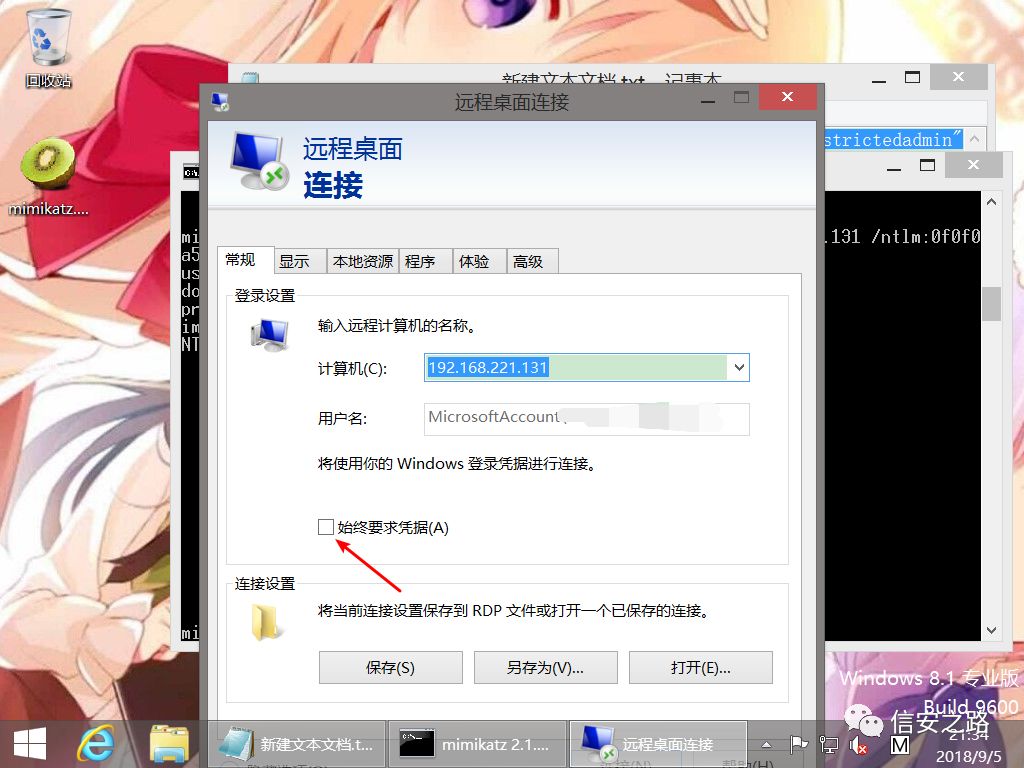 回收站
mimikatz....
新建文本文档.txt - 记事本
远程桌面连接
远程桌面
连接
strictedadmin"
.131 /ntlm:0f0f0
mi
a5
us
do
pr
im
NT
mi
常规
显示
本地资源
程序
体验
高级
登录设置
输入远程计算机的名称。
计算机(C):
192.168.221.131
用户名:
MicrosoftAccount
将使用你的 Windows 登录凭据进行连接。
始终要求凭据(A)
连接设置
将当前连接设置保存到 RDP 文件或打开一个已保存的连接。
保存(S)
另存为(V)...
打开(E)...
Windows 8.1 专业版
Build 9600
信安之路
新建文本文档.t...
mimikatz 2.1....
远程桌面连接
连接(N)
帮助(H)
M
21:34
2018/9/5